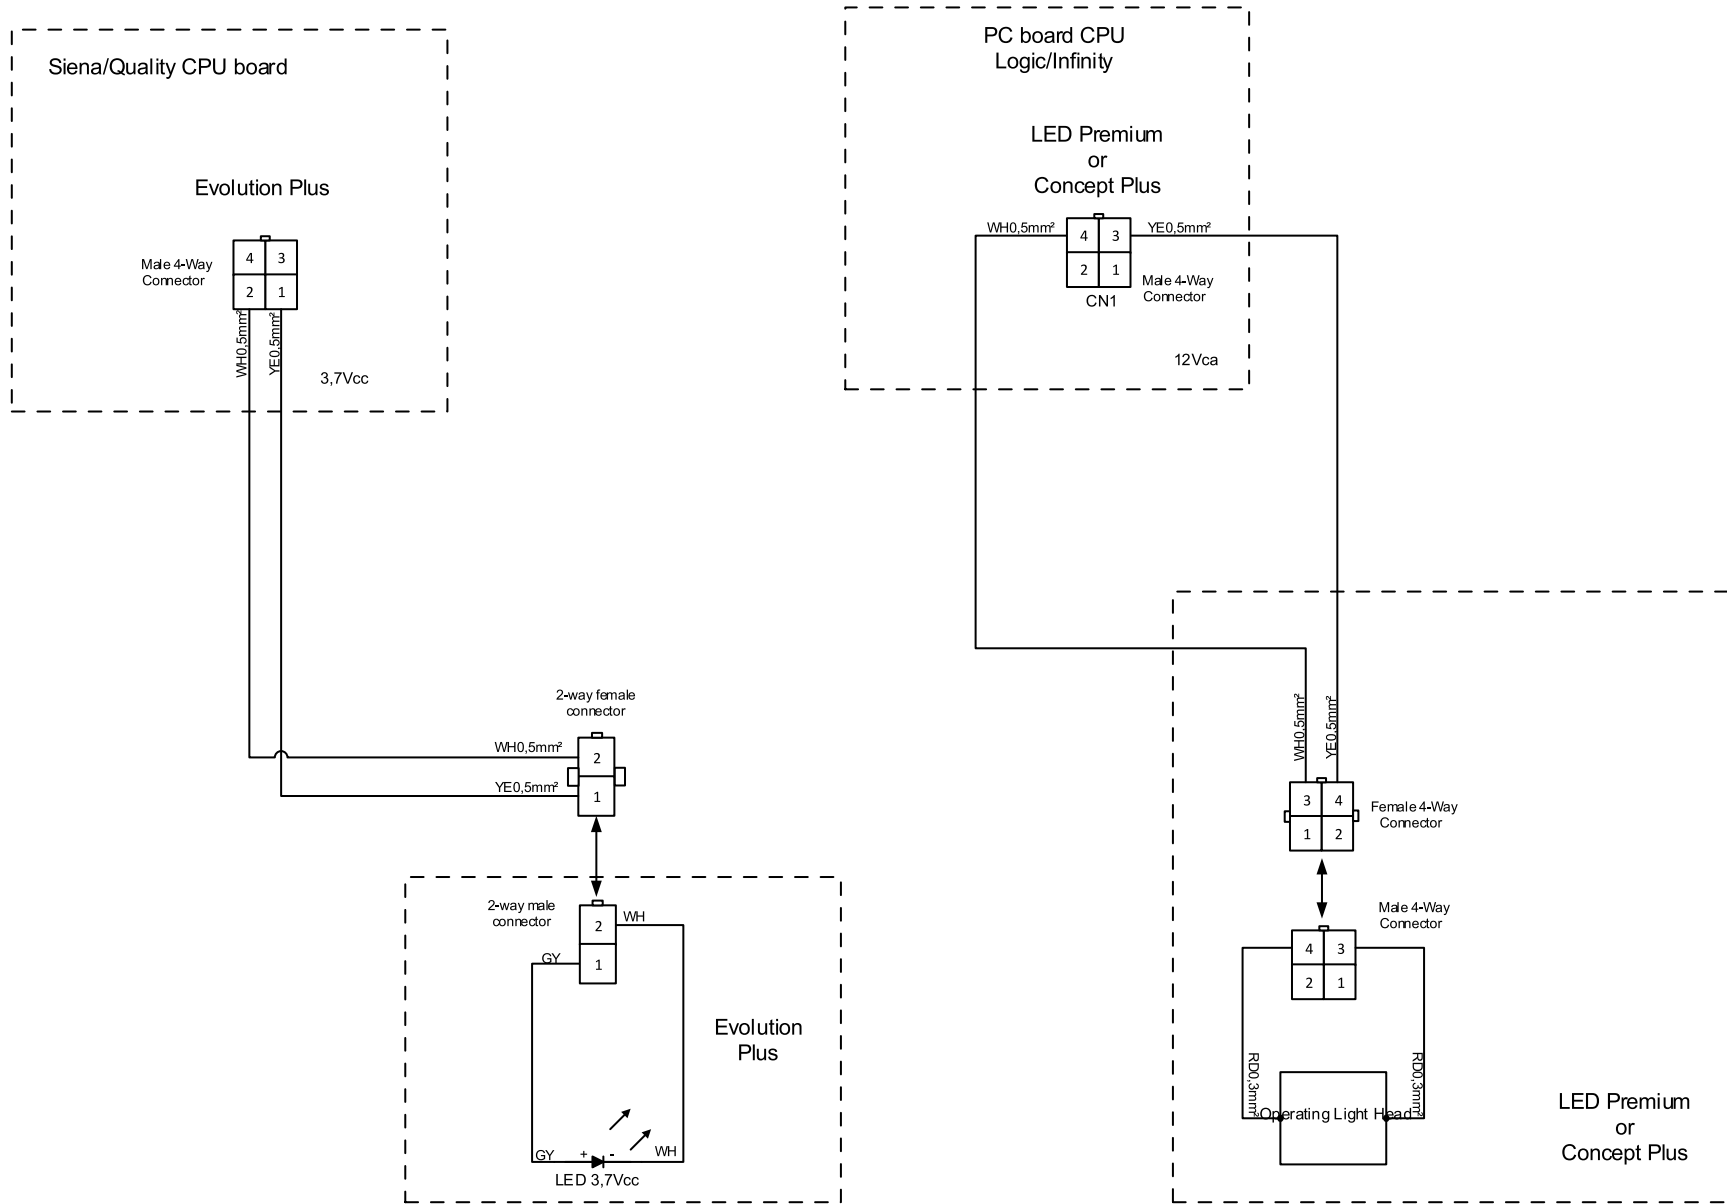 Siena/Quality CPU board
Evolution Plus
Male 4-Way
Connector
4 3
2 1
WH0,5mm²
YE0,5mm²
3,7Vcc
2-way female
connector
WH0,5mm²
2
YE0,5mm²
1
2-way male
connector
2
WH
GY
1
Evolution
Plus
GY
+
-
WH
LED 3,7Vcc
PC board CPU
Logic/Infinity
LED Premium
or
Concept Plus
WH0,5mm²
4 3
YE0,5mm²
2 1
Male 4-Way
Connector
CN1
12Vca
WH0,5mm²
YE0,5mm²
3 4
1 2
Female 4-Way
Connector
Male 4-Way
Connector
4 3
2 1
RD0,3mm²
RD0,3mm²
Operating Light Head
LED Premium
or
Concept Plus